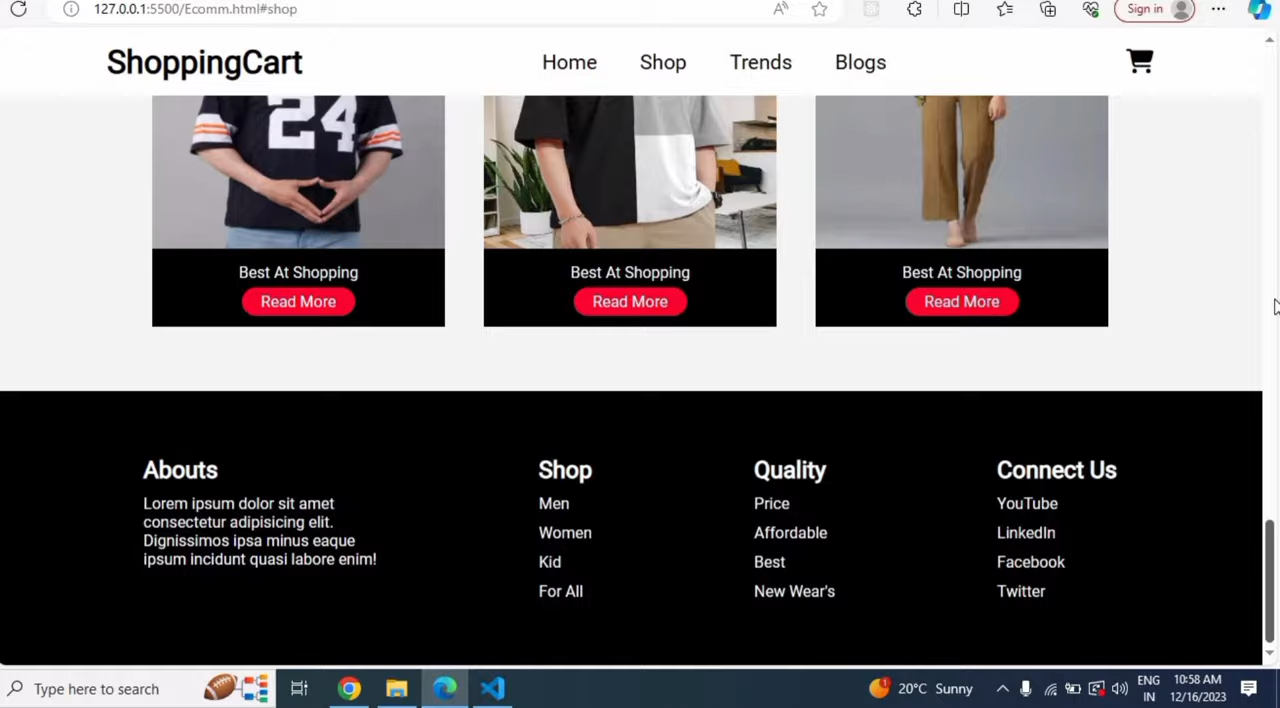 127.0.0.1:5500/Ecomm.html#shop
Sign in
ShoppingCart
Home
Shop
Trends
Blogs
24
Best At Shopping
Read More
Best At Shopping
Read More
Best At Shopping
Read More
Abouts
Lorem ipsum dolor sit amet
consectetur adipisicing elit.
Dignissimos ipsa minus eaque
ipsum incidunt quasi labore enim!
Shop
Men
Women
Kid
For All
Quality
Price
Affordable
Best
New Wear's
Connect Us
YouTube
LinkedIn
Facebook
Twitter
Type here to search
1
20°C Sunny
ENG
IN
10:58 AM
12/16/2023